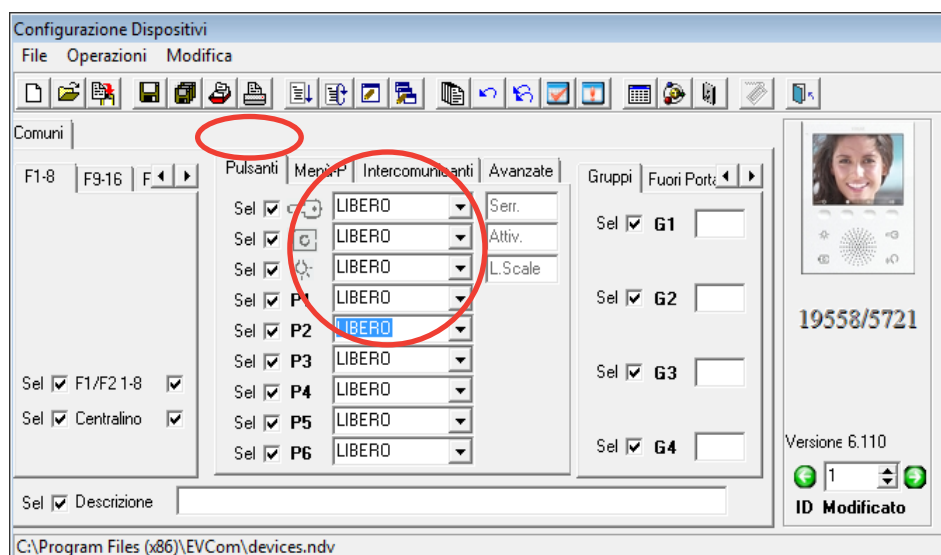 Configurazione Dispositivi
File Operazioni Modifica
Comuni
F1-8 F9-16 F
Sel F1/F2 1-8
Sel Centralino
Pulsanti Menù-P Intercomunicanti Avanzate
Sel LIBERO Serr.
Sel LIBERO Attiv.
Sel LIBERO L.Scale
Sel P1 LIBERO
Sel P2 LIBERO
Sel P3 LIBERO
Sel P4 LIBERO
Sel P5 LIBERO
Sel P6 LIBERO
Gruppi Fuori Porta
Sel G1
Sel G2
Sel G3
Sel G4
19558/5721
Versione 6.110
1
ID Modificato
Sel Descrizione
C:\Program Files (x86)\EVCom\devices.ndv